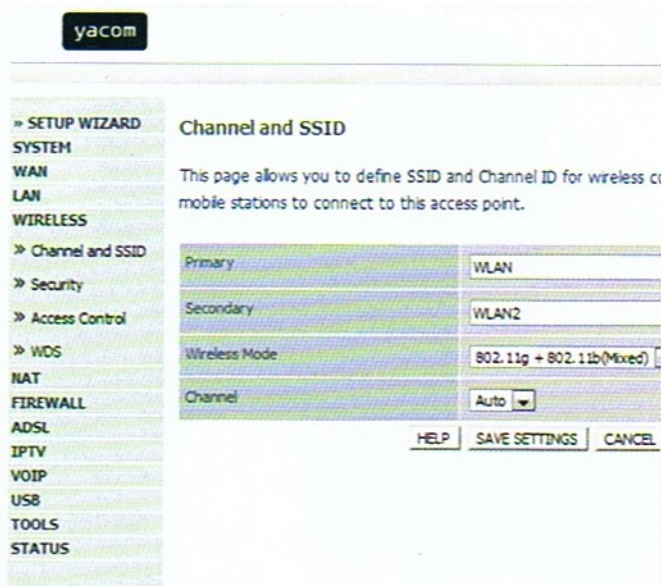 yacom
» SETUP WIZARD
SYSTEM
WAN
LAN
WIRELESS
» Channel and SSID
» Security
» Access Control
» WDS
NAT
FIREWALL
ADSL
IPTV
VOIP
USB
TOOLS
STATUS
Channel and SSID
This page allows you to define SSID and Channel ID for wireless
mobile stations to connect to this access point.
Primary WLAN
Secondary WLAN2
Wireless Mode 802.11g + 802.11b(Mixed)
Channel Auto
HELP SAVE SETTINGS CANCEL